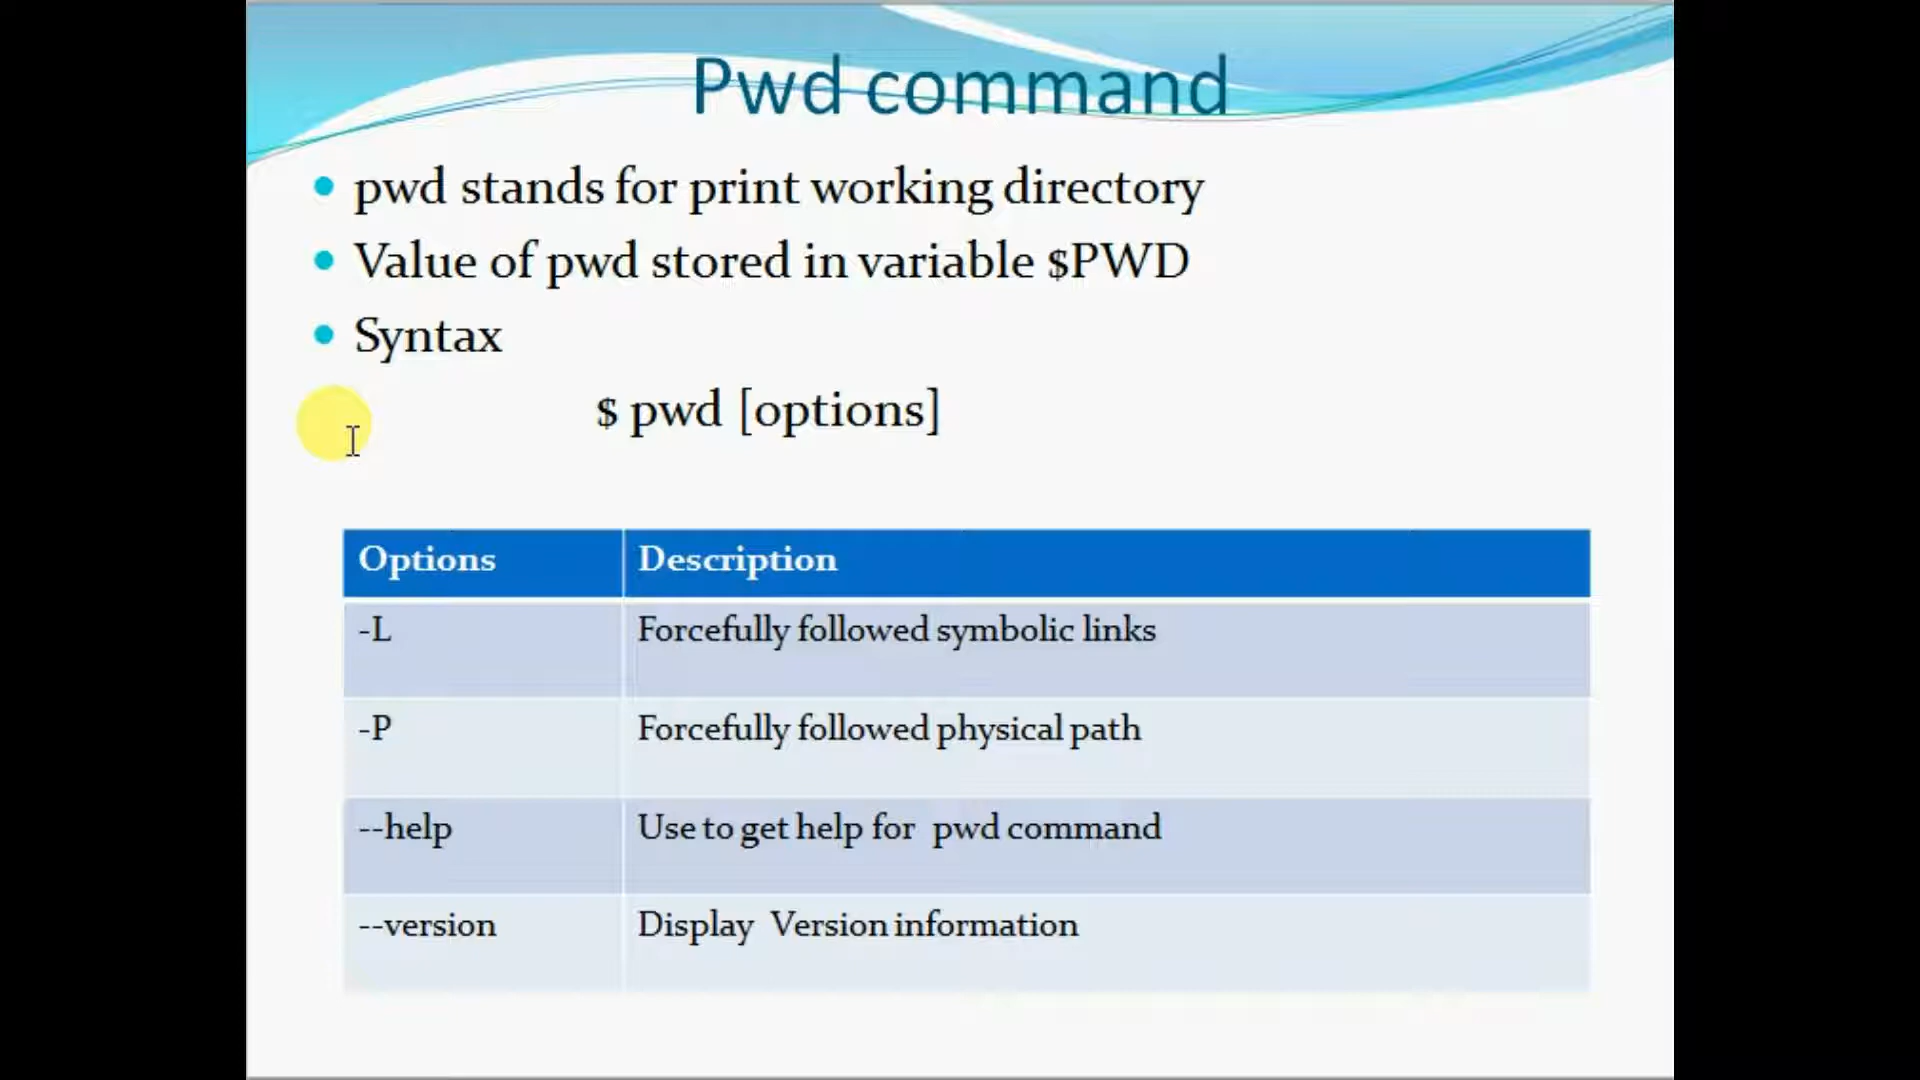 Pwd command
pwd stands for print working directory
Value of pwd stored in variable $PWD
Syntax
$ pwd [options]
Options Description
-L Forcefully followed symbolic links
-P Forcefully followed physical path
--help Use to get help for pwd command
--version Display Version information